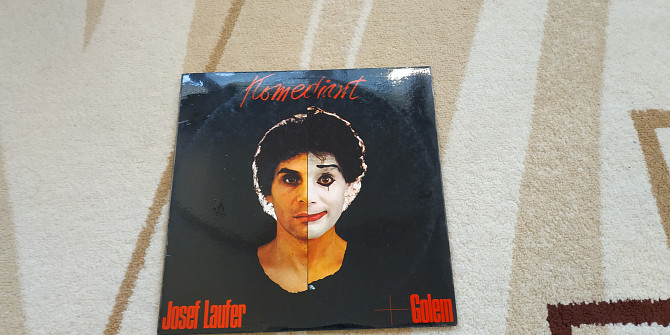 Komediant
Josef Laufer
+ Golem